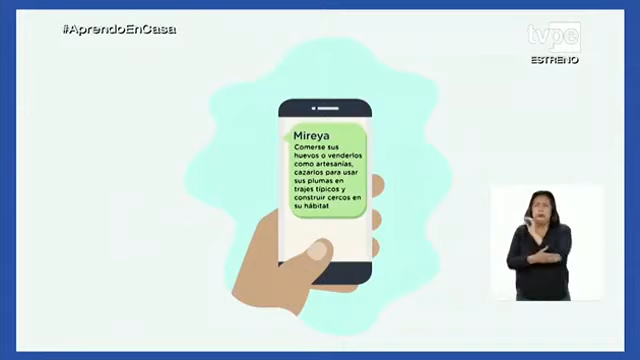 #AprendoEnCasa
tvpe
ESTRENO
Mireya
Comerse sus
huevos o venderlos
como artesanías,
cazarlos para usar
sus plumas en
trajes típicos y
construir cercos en
su hábitat